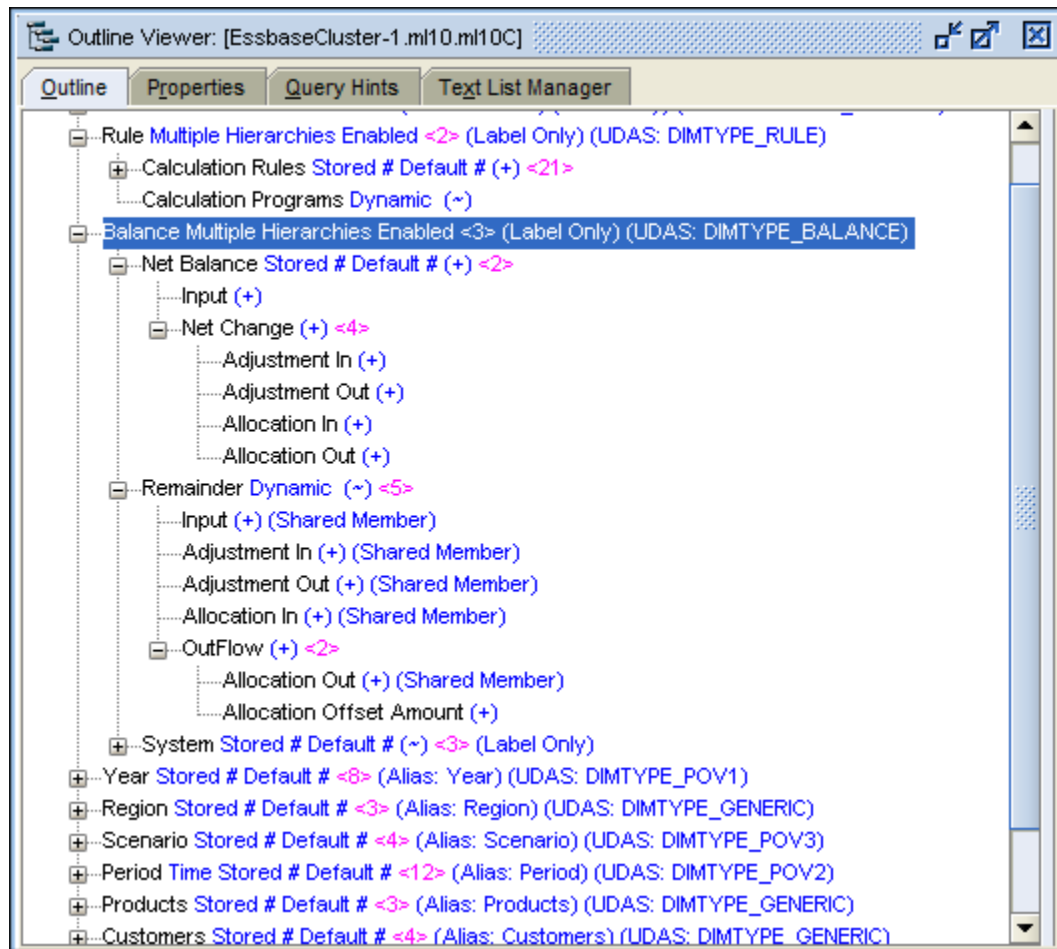 Outline Viewer: [EssbaseCluster-1.ml10.ml10C]
Outline Properties Query Hints Text List Manager
Rule Multiple Hierarchies Enabled <2> (Label Only) (UDAS: DIMTYPE_RULE)
Calculation Rules Stored # Default # (+) <21>
Calculation Programs Dynamic (~)
Balance Multiple Hierarchies Enabled <3> (Label Only) (UDAS: DIMTYPE_BALANCE)
Net Balance Stored # Default # (+) <2>
Input (+)
Net Change (+) <4>
Adjustment In (+)
Adjustment Out (+)
Allocation In (+)
Allocation Out (+)
Remainder Dynamic (~) <5>
Input (+) (Shared Member)
Adjustment In (+) (Shared Member)
Adjustment Out (+) (Shared Member)
Allocation In (+) (Shared Member)
OutFlow (+) <2>
Allocation Out (+) (Shared Member)
Allocation Offset Amount (+)
System Stored # Default # (~) <3> (Label Only)
Year Stored # Default # <8> (Alias: Year) (UDAS: DIMTYPE_POV1)
Region Stored # Default # <3> (Alias: Region) (UDAS: DIMTYPE_GENERIC)
Scenario Stored # Default # <4> (Alias: Scenario) (UDAS: DIMTYPE_POV3)
Period Time Stored # Default # <12> (Alias: Period) (UDAS: DIMTYPE_POV2)
Products Stored # Default # <3> (Alias: Products) (UDAS: DIMTYPE_GENERIC)
Customers Stored # Default # <4> (Alias: Customers) (UDAS: DIMTYPE_GENERIC)